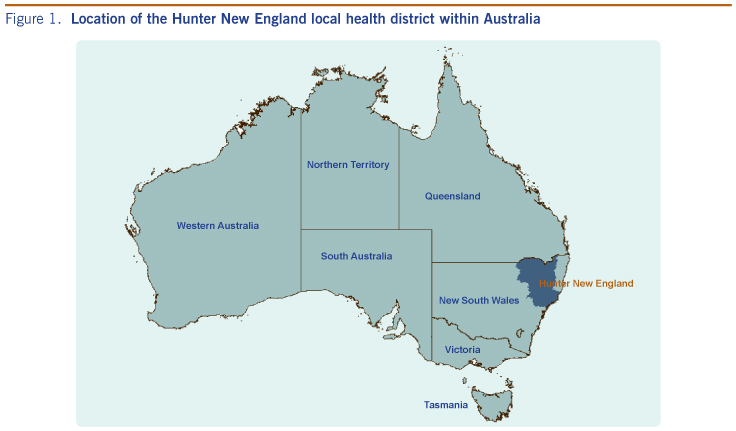 Figure 1. Location of the Hunter New England local health district within Australia
Northern Territory
Queensland
Western Australia
South Australia
Hunter New England
New South Wales
Victoria
Tasmania